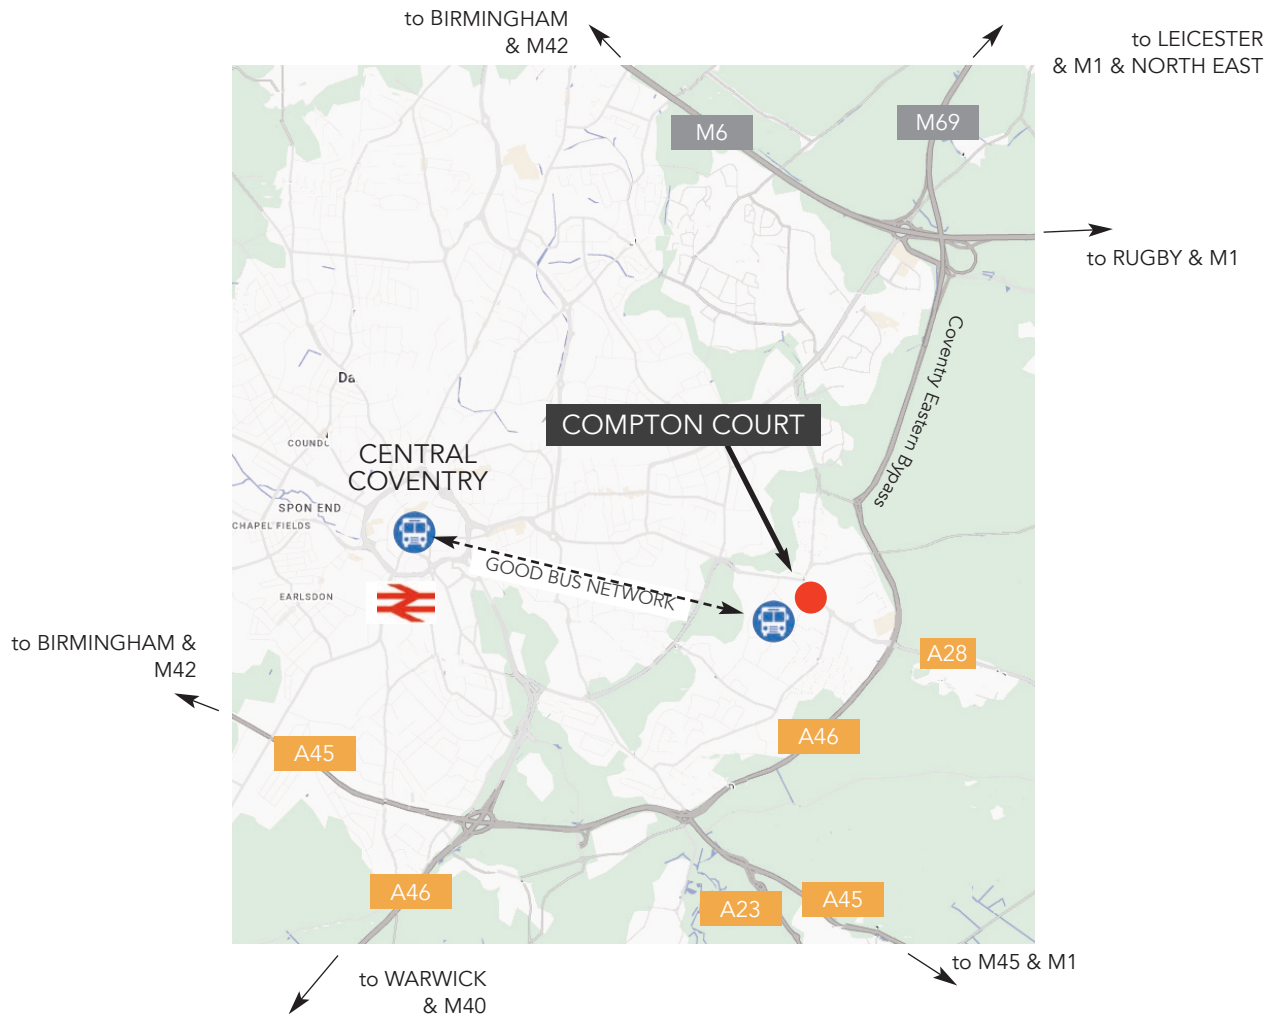 to BIRMINGHAM
& M42
to LEICESTER
& M1 & NORTH EAST
M6
M69
to RUGBY & M1
Coventry Eastern Bypass
Da
COMPTON COURT
COUND
CENTRAL
COVENTRY
SPON END
CHAPEL FIELDS
GOOD BUS NETWORK
EARLSDON
to BIRMINGHAM &
M42
A28
A46
A45
A46
A23
A45
to M45 & M1
to WARWICK
& M40